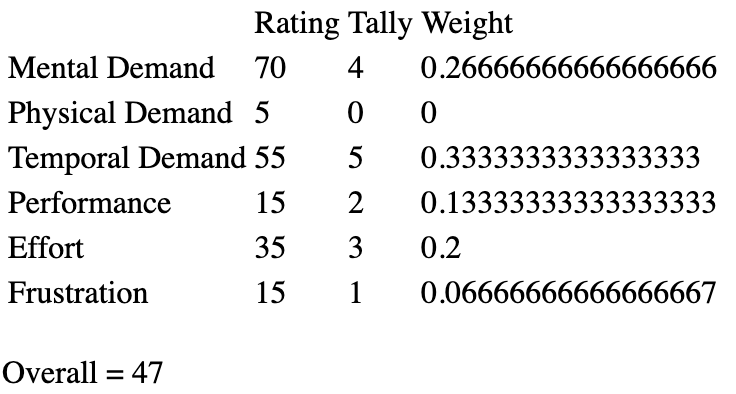 Rating Tally Weight
Mental Demand 70 4 0.26666666666666666
Physical Demand 5 0 0
Temporal Demand 55 5 0.3333333333333333
Performance 15 2 0.13333333333333333
Effort 35 3 0.2
Frustration 15 1 0.06666666666666667
Overall = 47